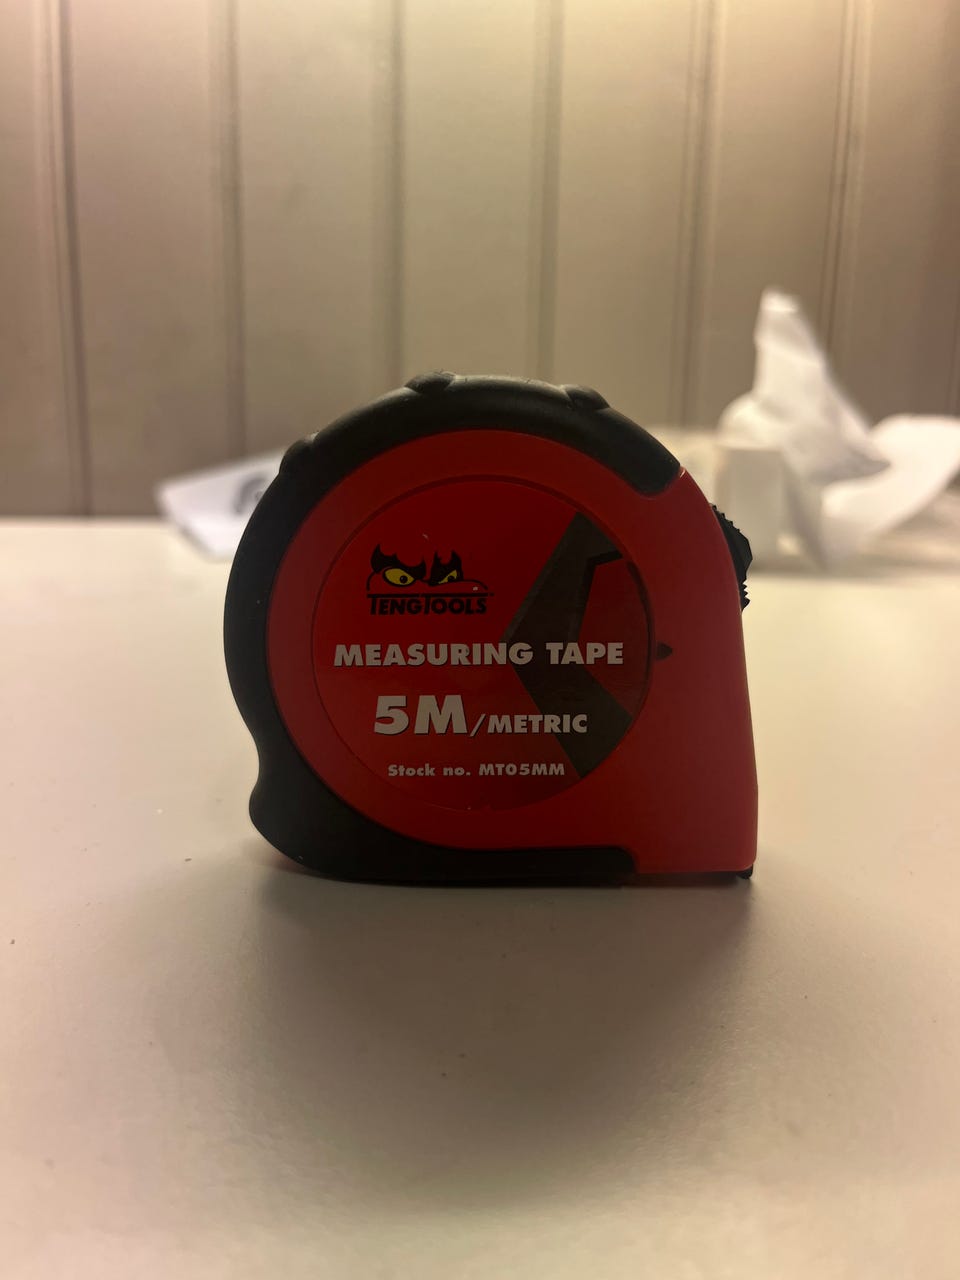 TENGTOOLS
MEASURING TAPE
5M/METRIC
Stock no. MT05MM